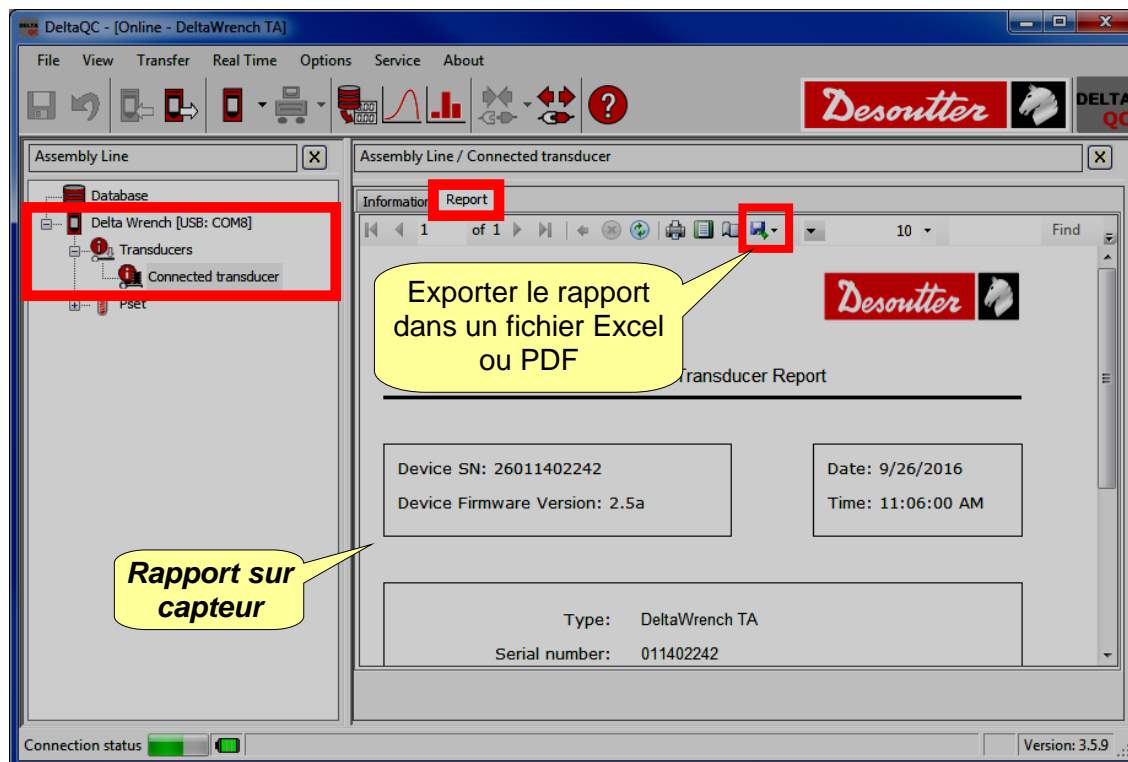 DeltaQC - [Online - DeltaWrench TA]
File View Transfer Real Time Options Service About
Desoutter
DELTA
QC
Assembly Line
Assembly Line / Connected transducer
Database
Delta Wrench [USB: COM8]
Transducers
Connected transducer
Pset
Information Report
1 of 1 10 Find
Exporter le rapport
dans un fichier Excel
ou PDF
Desoutter
Transducer Report
Device SN: 26011402242
Device Firmware Version: 2.5a
Date: 9/26/2016
Time: 11:06:00 AM
Rapport sur
capteur
Type: DeltaWrench TA
Serial number: 011402242
Connection status
Version: 3.5.9